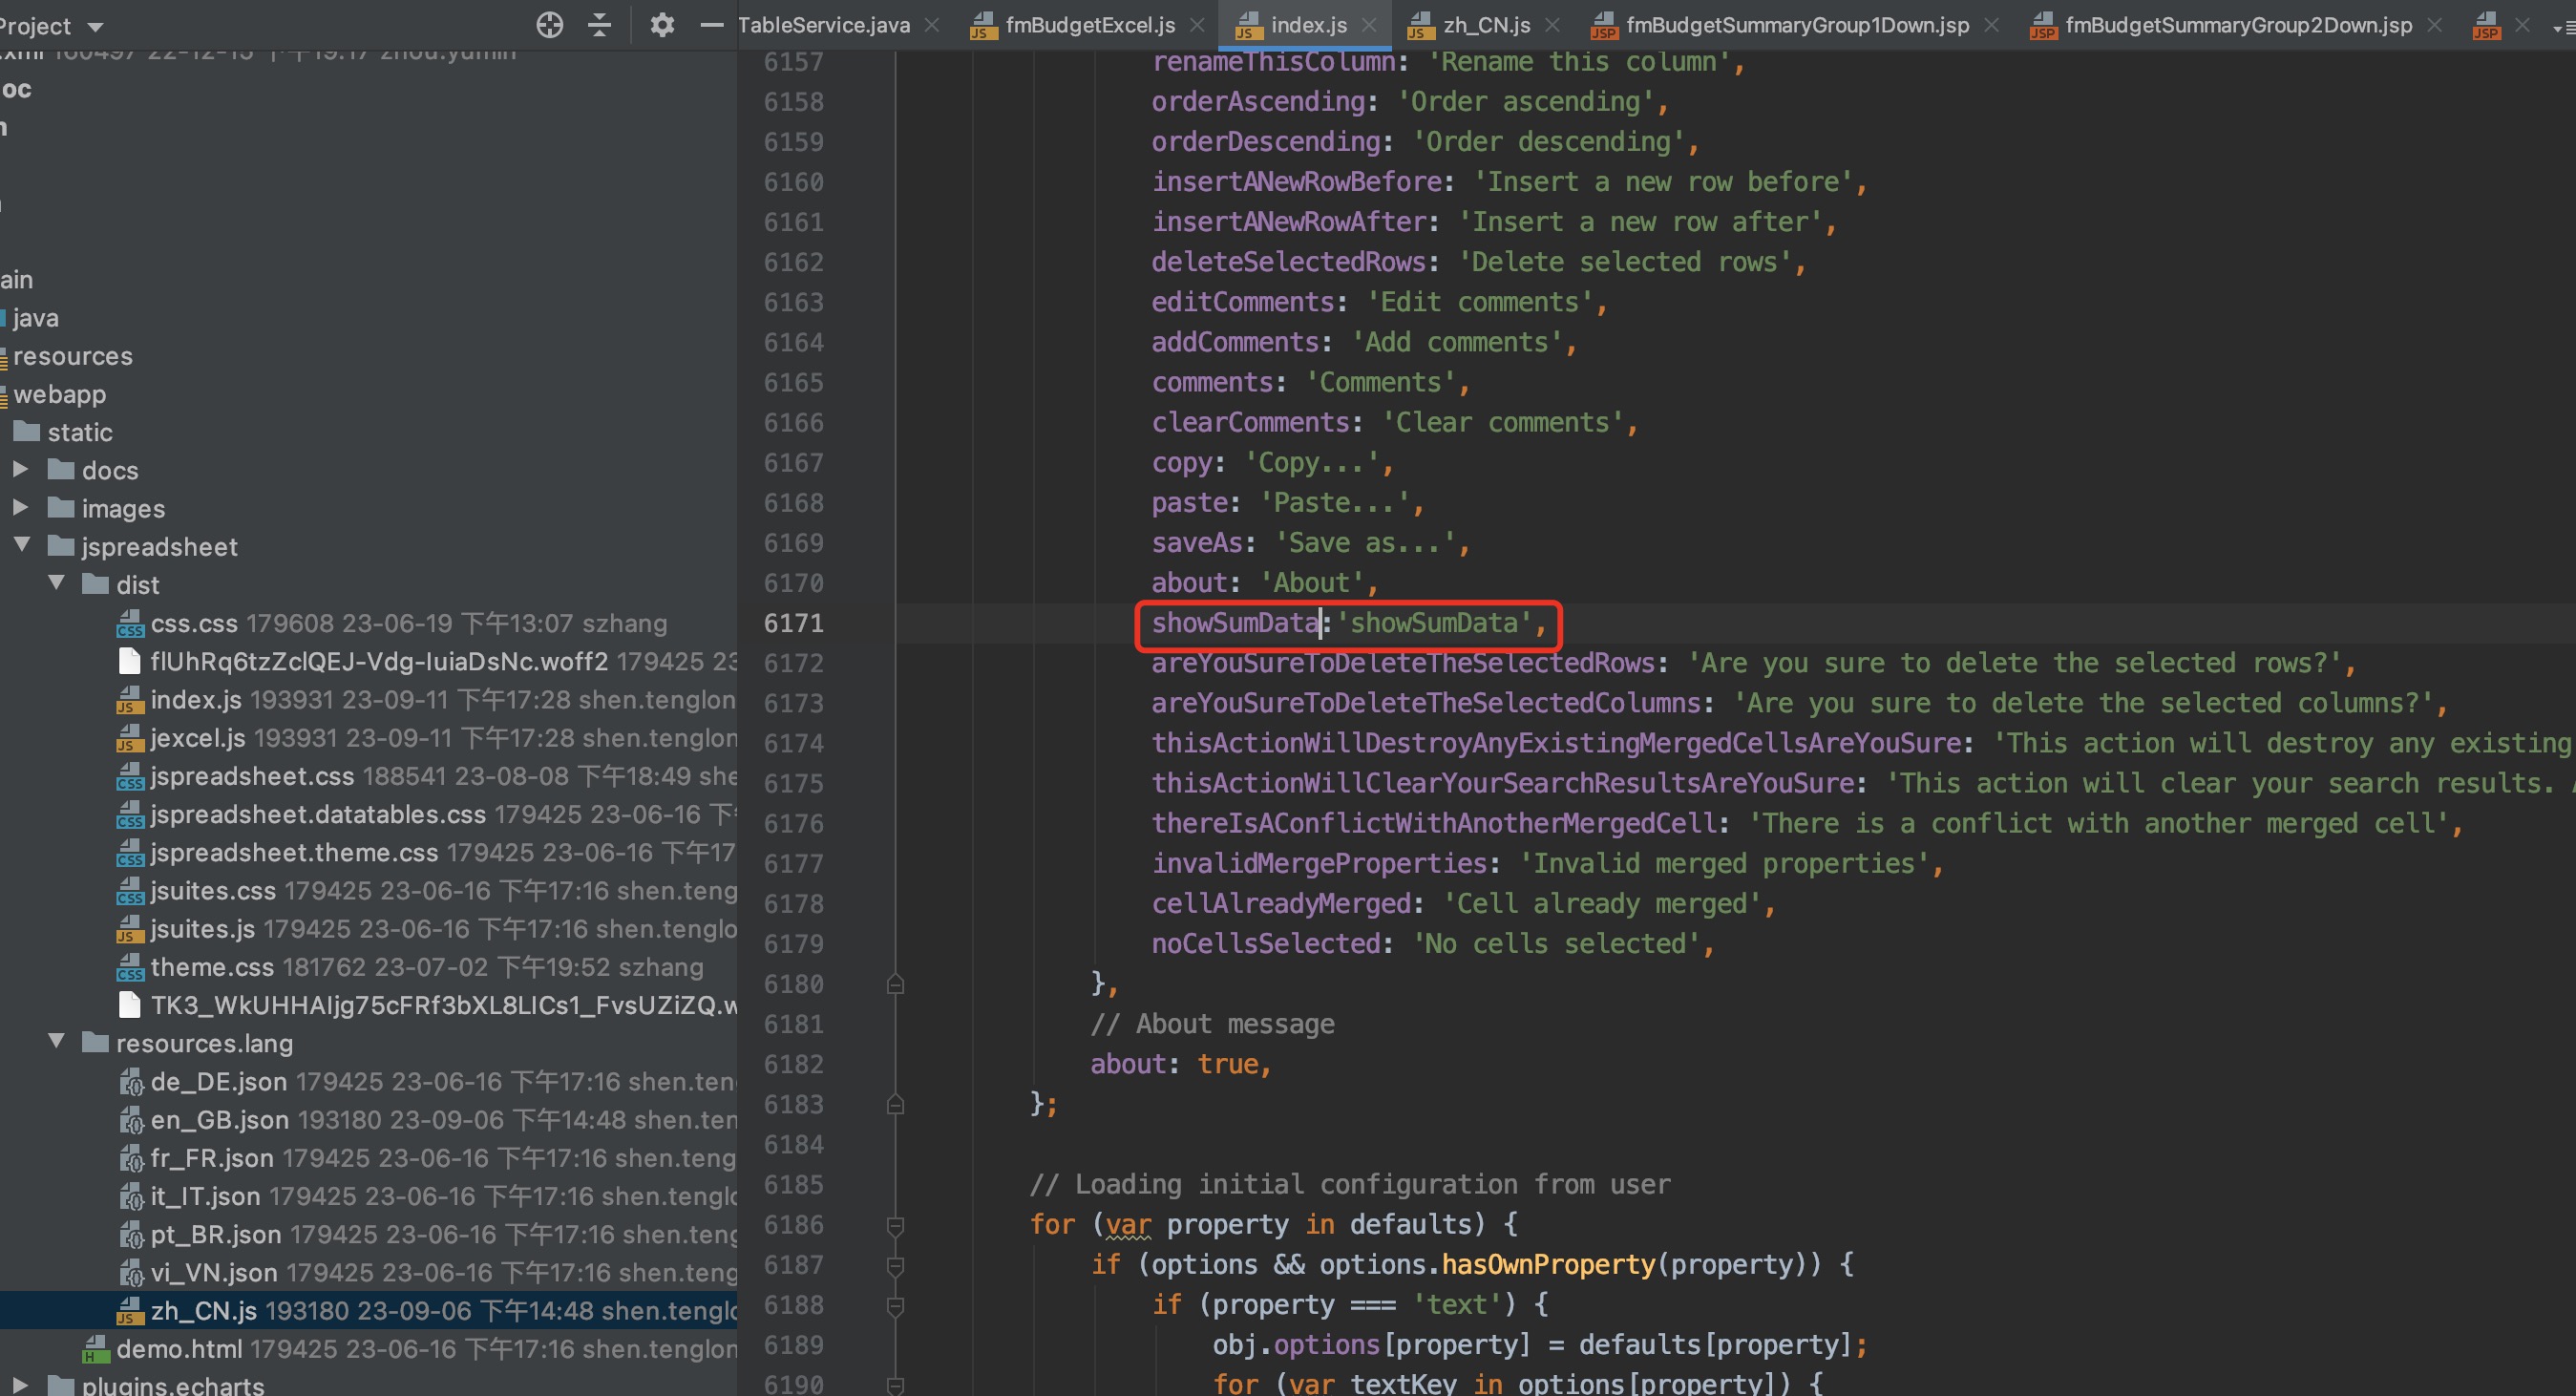 Project
TableService.java
fmBudgetExcel.js
index.js
zh_CN.js
fmBudgetSummaryGroup1Down.jsp
fmBudgetSummaryGroup2Down.jsp
.xml 160497 22-12-15 下午19:17 zhou.yumin
oc
ain
java
resources
webapp
static
docs
images
jspreadsheet
dist
css.css 179608 23-06-19 下午13:07 szhang
179425 23
index.js 193931 23-09-11 下午17:28 shen.tenglon
jexcel.js 193931 23-09-11 下午17:28 shen.tenglon
jspreadsheet.css 188541 23-08-08 下午18:49 she
jspreadsheet.datatables.css 179425 23-06-16 下午
jspreadsheet.theme.css 179425 23-06-16 下午17
jsuites.css 179425 23-06-16 下午17:16 shen.teng
jsuites.js 179425 23-06-16 下午17:16 shen.tenglo
theme.css 181762 23-07-02 下午19:52 szhang
resources.lang
de_DE.json 179425 23-06-16 下午17:16 shen.ten
en_GB.json 193180 23-09-06 下午14:48 shen.ten
fr_FR.json 179425 23-06-16 下午17:16 shen.teng
it_IT.json 179425 23-06-16 下午17:16 shen.tenglo
pt_BR.json 179425 23-06-16 下午17:16 shen.teng
vi_VN.json 179425 23-06-16 下午17:16 shen.teng
zh_CN.js 193180 23-09-06 下午14:48 shen.tenglo
demo.html 179425 23-06-16 下午17:16 shen.tenglon
plugins.echarts
6157 renameThisColumn: 'Rename this column',
6158 orderAscending: 'Order ascending',
6159 orderDescending: 'Order descending',
6160 insertANewRowBefore: 'Insert a new row before',
6161 insertANewRowAfter: 'Insert a new row after',
6162 deleteSelectedRows: 'Delete selected rows',
6163 editComments: 'Edit comments',
6164 addComments: 'Add comments',
6165 comments: 'Comments',
6166 clearComments: 'Clear comments',
6167 copy: 'Copy...',
6168 paste: 'Paste...',
6169 saveAs: 'Save as...',
6170 about: 'About',
6171 showSumData:'showSumData',
6172 areYouSureToDeleteTheSelectedRows: 'Are you sure to delete the selected rows?',
6173 areYouSureToDeleteTheSelectedColumns: 'Are you sure to delete the selected columns?',
6174 thisActionWillDestroyAnyExistingMergedCellsAreYouSure: 'This action will destroy any existing
6175 thisActionWillClearYourSearchResultsAreYouSure: 'This action will clear your search results. A
6176 thereIsAConflictWithAnotherMergedCell: 'There is a conflict with another merged cell',
6177 invalidMergeProperties: 'Invalid merged properties',
6178 cellAlreadyMerged: 'Cell already merged',
6179 noCellsSelected: 'No cells selected',
6180 },
6181 // About message
6182 about: true,
6183 };
6184
6185 // Loading initial configuration from user
6186 for (var property in defaults) {
6187 if (options && options.hasOwnProperty(property)) {
6188 if (property === 'text') {
6189 obj.options[property] = defaults[property];
6190 for (var textKey in options[property]) {